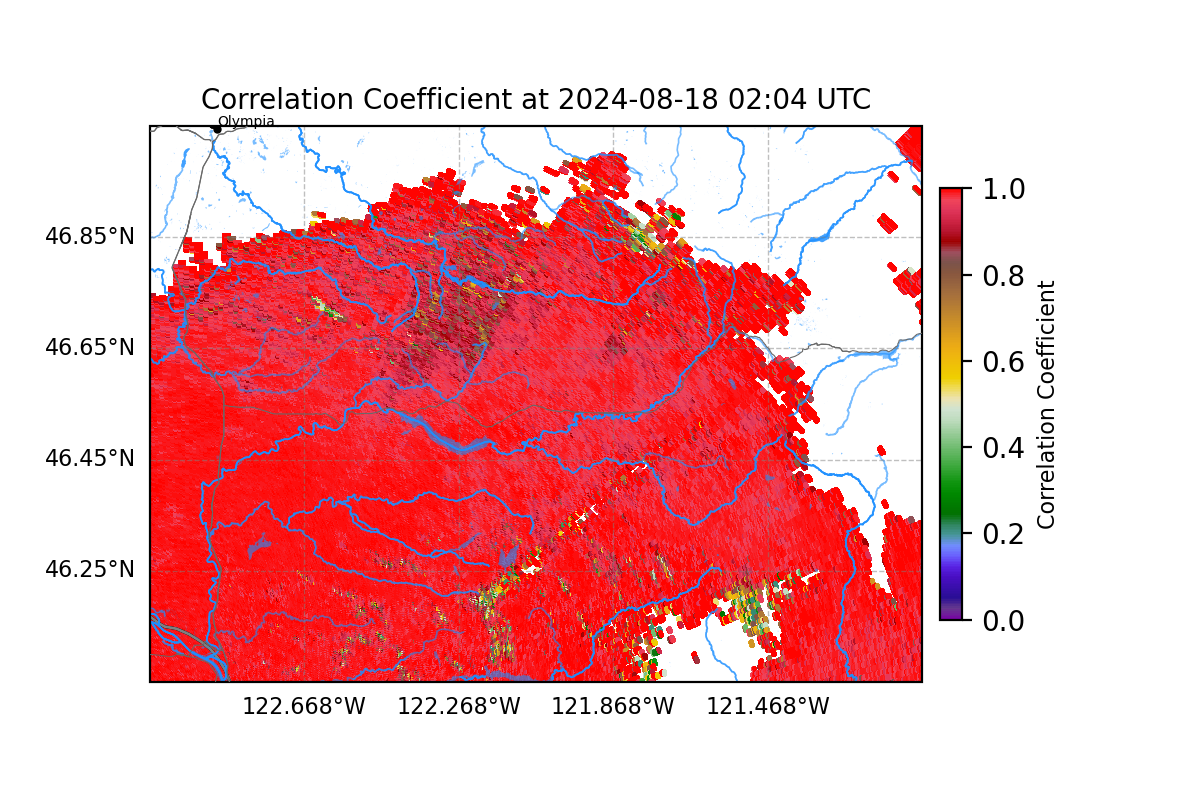 Correlation Coefficient at 2024-08-18 02:04 UTC
Olympia
46.85°N
46.65°N
46.45°N
46.25°N
122.668°W
122.268°W
121.868°W
121.468°W
1.0
0.8
0.6
0.4
0.2
0.0
Correlation Coefficient